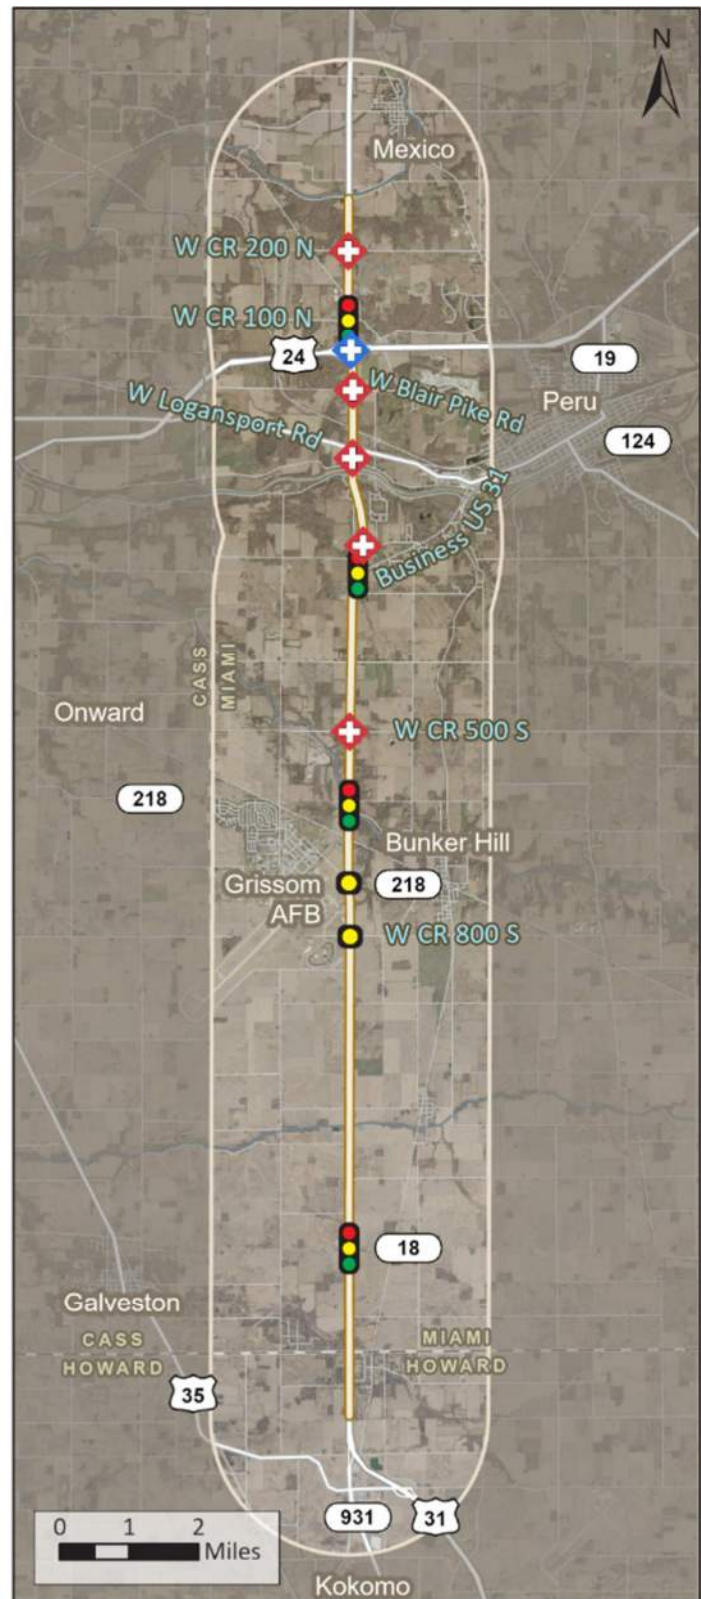 N
Mexico
W CR 200 N
W CR 100 N
24
19
W Blair Pike Rd
Peru
W Logansport Rd
124
Business US 31
CASS
MIAMI
Onward
W CR 500 S
218
Bunker Hill
Grissom
AFB
218
W CR 800 S
18
Galveston
CASS
HOWARD
MIAMI
HOWARD
35
0 1 2
Miles
931
31
Kokomo